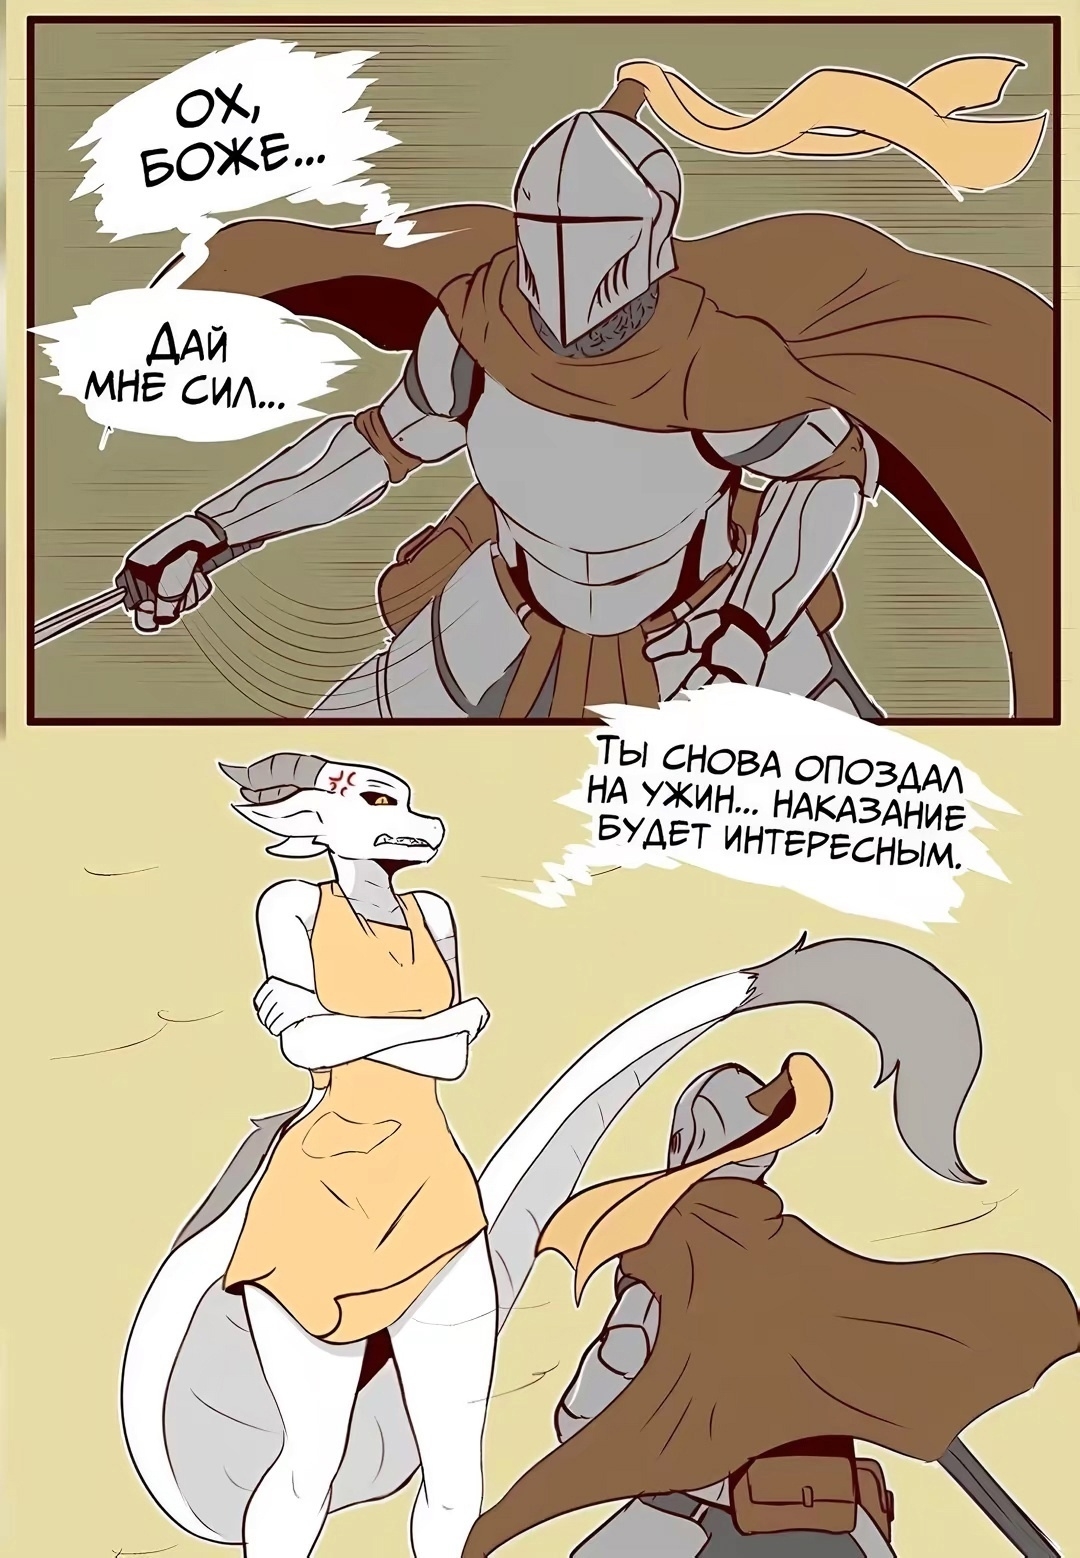 ОХ,
БОЖЕ...
ДАЙ
МНЕ СИЛ...
ТЫ СНОВА ОПОЗДАЛ
НА УЖИН... НАКАЗАНИЕ
БУДЕТ ИНТЕРЕСНЫМ.